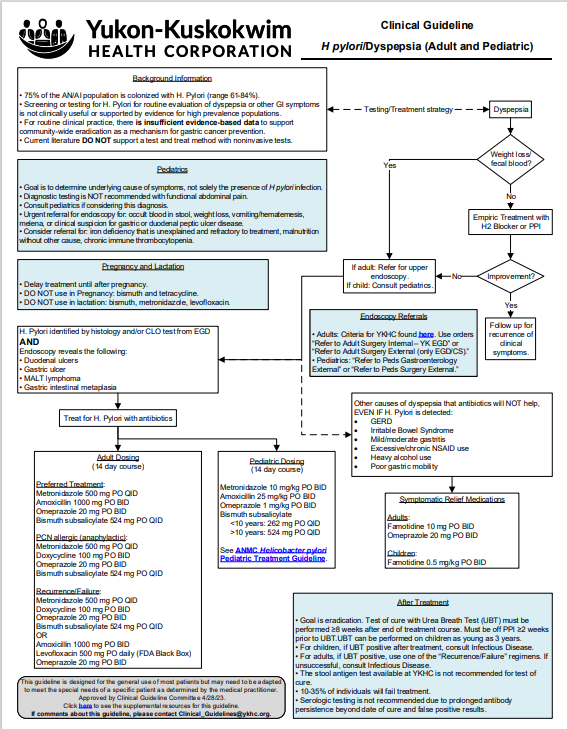 Yukon-Kuskokwim
HEALTH CORPORATION
Clinical Guideline
H pylori/Dyspepsia (Adult and Pediatric)
Background Information
• 75% of the AN/AI population is colonized with H. Pylori (range 61-84%).
• Screening or testing for H. Pylori for routine evaluation of dyspepsia or other GI symptoms
is not clinically useful or supported by evidence for high prevalence populations.
• For routine clinical practice, there is insufficient evidence-based data to support
community-wide eradication as a mechanism for gastric cancer prevention.
• Current literature DO NOT support a test and treat method with noninvasive tests.
Testing/Treatment strategy
Dyspepsia
Weight loss/
fecal blood?
Yes
No
Empiric Treatment with
H2 Blocker or PPI
Improvement?
No
Yes
If adult: Refer for upper
endoscopy.
If child: Consult pediatrics.
Follow up for
recurrence of
clinical
symptoms.
Pediatrics
• Goal is to determine underlying cause of symptoms, not solely the presence of H pylori infection.
• Diagnostic testing is NOT recommended with functional abdominal pain.
• Consult pediatrics if considering this diagnosis.
• Urgent referral for endoscopy for: occult blood in stool, weight loss, vomiting/hematemesis,
melena, or clinical suspicion for gastric or duodenal peptic ulcer disease.
• Consider referral for: iron deficiency that is unexplained and refractory to treatment, malnutrition
without other cause, chronic immune thrombocytopenia.
Pregnancy and Lactation
• Delay treatment until after pregnancy.
• DO NOT use in Pregnancy: bismuth and tetracycline.
• DO NOT use in lactation: bismuth, metronidazole, levofloxacin.
Endoscopy Referrals
• Adults: Criteria for YKHC found here. Use orders
“Refer to Adult Surgery Internal – YK EGD” or
“Refer to Adult Surgery External (only EGD/CS).”
• Pediatrics: “Refer to Peds Gastroenterology
External” or “Refer to Peds Surgery External.”
H. Pylori identified by histology and/or CLO test from EGD
AND
Endoscopy reveals the following:
• Duodenal ulcers
• Gastric ulcer
• MALT lymphoma
• Gastric intestinal metaplasia
Treat for H. Pylori with antibiotics
Other causes of dyspepsia that antibiotics will NOT help,
EVEN IF H. Pylori is detected:
• GERD
• Irritable Bowel Syndrome
• Mild/moderate gastritis
• Excessive/chronic NSAID use
• Heavy alcohol use
• Poor gastric mobility
Adult Dosing
(14 day course)
Preferred Treatment:
Metronidazole 500 mg PO QID
Amoxicillin 1000 mg PO BID
Omeprazole 20 mg PO BID
Bismuth subsalicylate 524 mg PO QID
PCN allergic (anaphylactic):
Metronidazole 500 mg PO QID
Doxycycline 100 mg PO BID
Omeprazole 20 mg PO BID
Bismuth subsalicylate 524 mg PO QID
Recurrence/Failure:
Metronidazole 500 mg PO QID
Doxycycline 100 mg PO BID
Omeprazole 20 mg PO BID
Bismuth subsalicylate 524 mg PO QID
OR
Amoxicillin 1000 mg PO BID
Levofloxacin 500 mg PO daily (FDA Black Box)
Omeprazole 20 mg PO BID
Pediatric Dosing
(14 day course)
Metronidazole 10 mg/kg PO BID
Amoxicillin 25 mg/kg PO BID
Omeprazole 1 mg/kg PO BID
Bismuth subsalicylate
<10 years: 262 mg PO QID
>10 years: 524 mg PO QID
See ANMC Helicobacter pylori
Pediatric Treatment Guideline.
Symptomatic Relief Medications
Adults:
Famotidine 10 mg PO BID
Omeprazole 20 mg PO BID
Children:
Famotidine 0.5 mg/kg PO BID
After Treatment
• Goal is eradication. Test of cure with Urea Breath Test (UBT) must be
performed ≥8 weeks after end of treatment course. Must be off PPI ≥2 weeks
prior to UBT.UBT can be performed on children as young as 3 years.
• For children, if UBT positive after treatment, consult Infectious Disease.
• For adults, if UBT positive, use one of the “Recurrence/Failure” regimens. If
unsuccessful, consult Infectious Disease.
• The stool antigen test available at YKHC is not recommended for test of
cure.
• 10-35% of individuals will fail treatment.
• Serologic testing is not recommended due to prolonged antibody
persistence beyond date of cure and false positive results.
This guideline is designed for the general use of most patients but may need to be adapted
to meet the special needs of a specific patient as determined by the medical practitioner.
Approved by Clinical Guideline Committee 4/28/23.
Click here to see the supplemental resources for this guideline.
If comments about this guideline, please contact Clinical_Guidelines@ykhc.org.